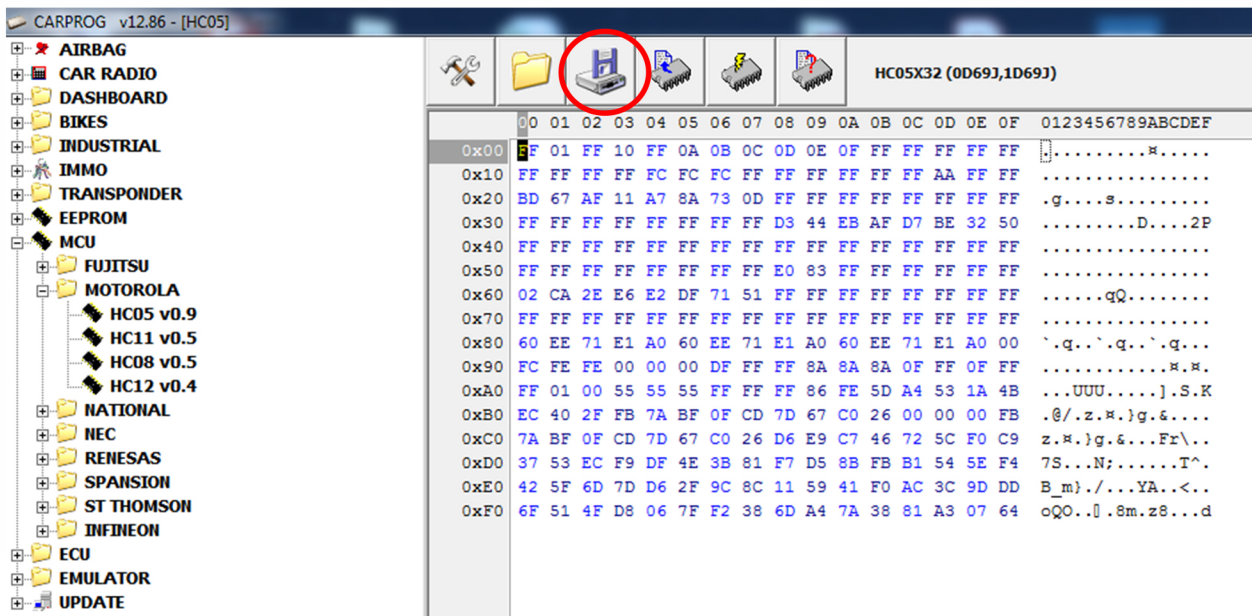 CARPROG v12.86 - [HC05]
AIRBAG
CAR RADIO
DASHBOARD
BIKES
INDUSTRIAL
IMMO
TRANSPONDER
EEPROM
MCU
FUJITSU
MOTOROLA
HC05 v0.9
HC11 v0.5
HC08 v0.5
HC12 v0.4
NATIONAL
NEC
RENESAS
SPANSION
ST THOMSON
INFINEON
ECU
EMULATOR
UPDATE
HC05X32 (0D69J,1D69J)
00 01 02 03 04 05 06 07 08 09 0A 0B 0C 0D 0E 0F 0123456789ABCDEF
0x00 FF 01 FF 10 FF 0A 0B 0C 0D 0E 0F FF FF FF FF FF ..........¤.....
0x10 FF FF FF FF FC FC FC FF FF FF FF FF FF AA FF FF ................
0x20 BD 67 AF 11 A7 8A 73 0D FF FF FF FF FF FF FF FF .g....s.........
0x30 FF FF FF FF FF FF FF FF D3 44 EB AF D7 BE 32 50 .........D....2P
0x40 FF FF FF FF FF FF FF FF FF FF FF FF FF FF FF FF ................
0x50 FF FF FF FF FF FF FF FF E0 83 FF FF FF FF FF FF ................
0x60 02 CA 2E E6 E2 DF 71 51 FF FF FF FF FF FF FF FF ......qQ........
0x70 FF FF FF FF FF FF FF FF FF FF FF FF FF FF FF FF ................
0x80 60 EE 71 E1 A0 60 EE 71 E1 A0 60 EE 71 E1 A0 00 `.q..`.q..`.q...
0x90 FC FE FE 00 00 00 DF FF FF 8A 8A 8A 0F FF 0F FF ............¤.¤.
0xA0 FF 01 00 55 55 55 FF FF FF 86 FE 5D A4 53 1A 4B ...UUU.....].S.K
0xB0 EC 40 2F FB 7A BF 0F CD 7D 67 C0 26 00 00 00 FB .@/.z.¤.}g.&....
0xC0 7A BF 0F CD 7D 67 C0 26 D6 E9 C7 46 72 5C F0 C9 z.¤.}g.&...Fr\..
0xD0 37 53 EC F9 DF 4E 3B 81 F7 D5 8B FB B1 54 5E F4 7S...N;......T^.
0xE0 42 5F 6D 7D D6 2F 9C 8C 11 59 41 F0 AC 3C 9D DD B_m}./...YA..<..
0xF0 6F 51 4F D8 06 7F F2 38 6D A4 7A 38 81 A3 07 64 oQO..▯.8m.z8...d